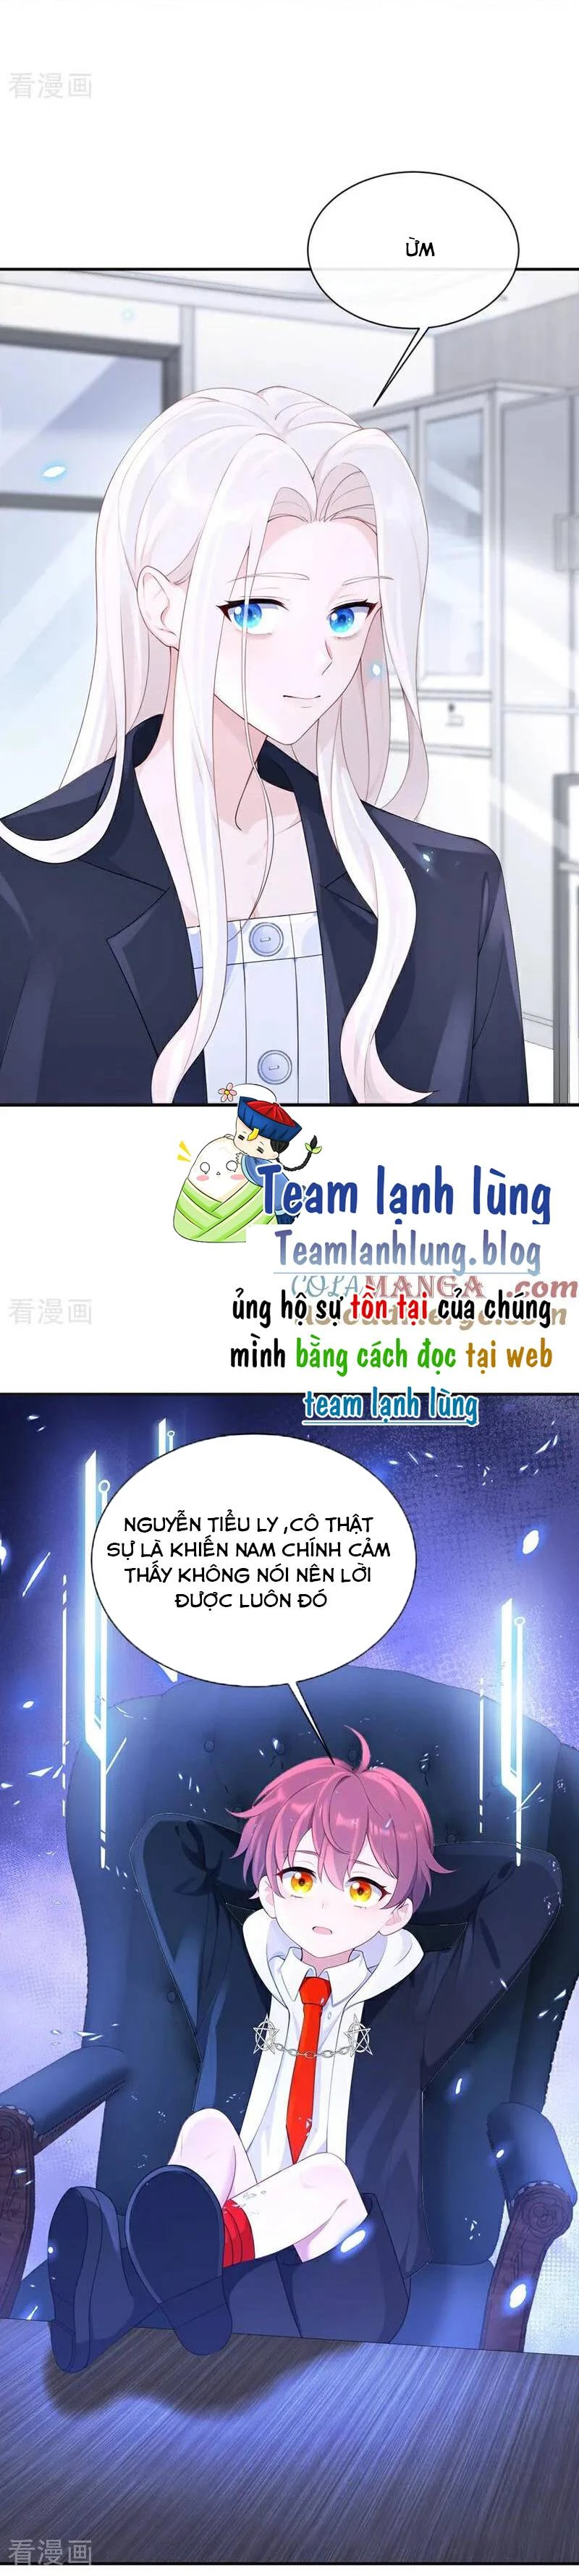 看漫画
ỪM
Team lạnh lùng
Teamlanhlung.blog
COLAMANGA.com
ủng hộ sự tồn tại của chúng
mình bằng cách đọc tại web
team lạnh lùng
看漫画
NGUYỄN TIỂU LY ,CÔ THẬT
SỰ LÀ KHIẾN NAM CHÍNH CẢM
THẤY KHÔNG NÓI NÊN LỜI
ĐƯỢC LUÔN ĐÓ
看漫画